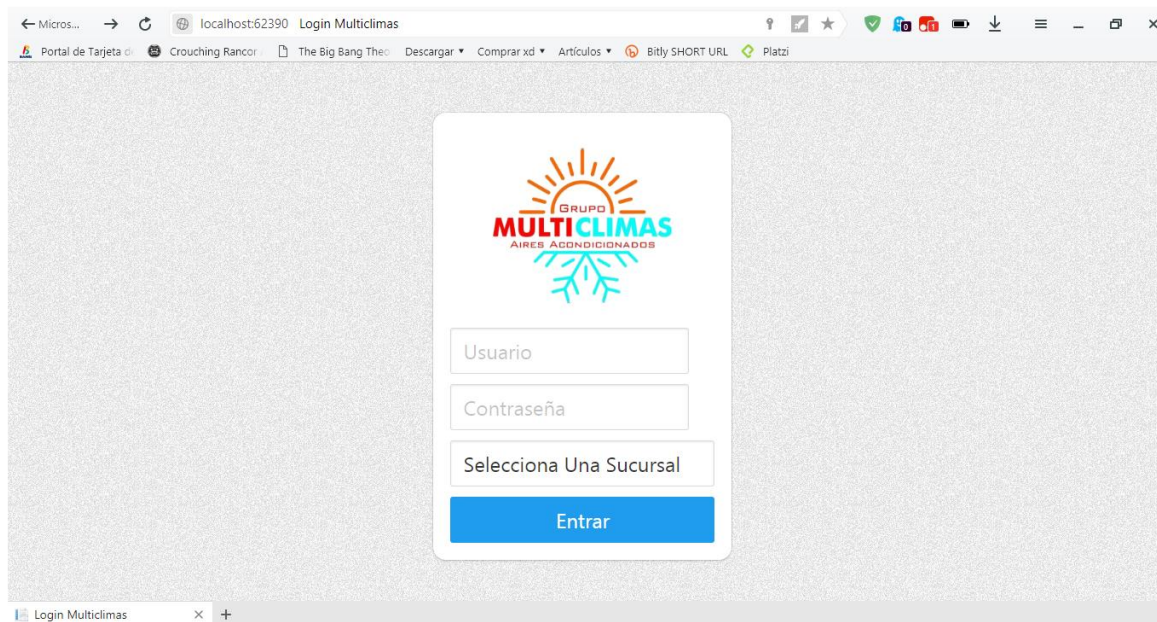 Micros... localhost:62390 Login Multiclimas
Portal de Tarjeta d Crouching Rancor The Big Bang Theo Descargar Comprar xd Artículos Bitly SHORT URL Platzi
GRUPO
MULTICLIMAS
AIRES ACONDICIONADOS
Usuario
Contraseña
Selecciona Una Sucursal
Entrar
Login Multiclimas